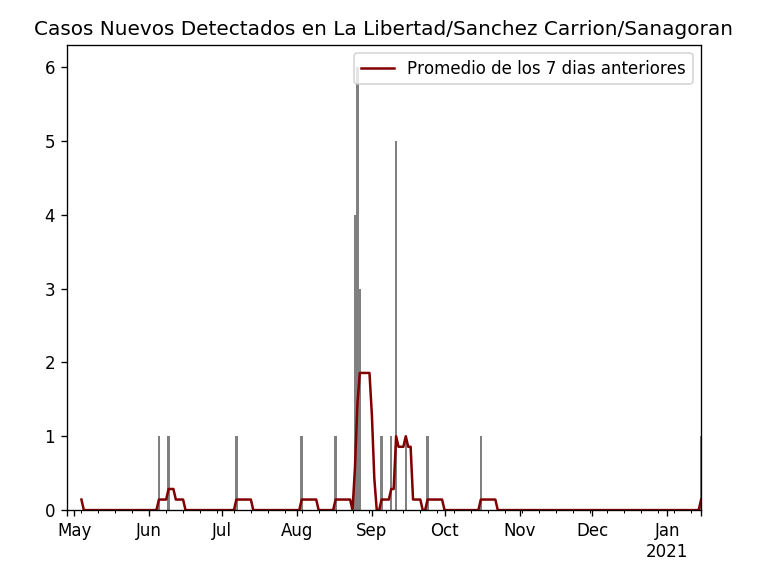 Casos Nuevos Detectados en La Libertad/Sanchez Carrion/Sanagoran
Promedio de los 7 dias anteriores
6
5
4
3
2
1
0
May Jun Jul Aug Sep Oct Nov Dec Jan
2021